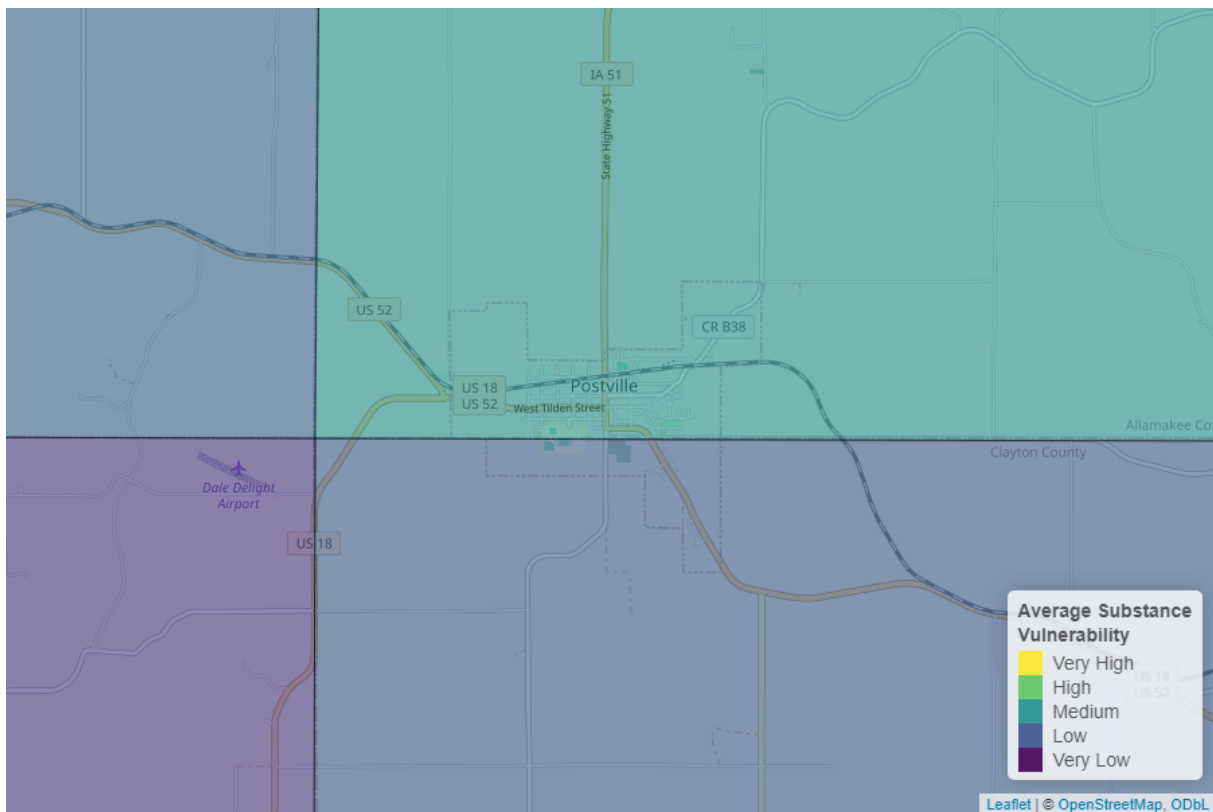 IA 51
State Highway 51
US 52
CR B38
US 18
US 52
Postville
West Tilden Street
Allamakee Cou
Clayton County
Dale Delight
Airport
US 18
Average Substance
Vulnerability
Very High
High
Medium
Low
Very Low
US 18
US 52
Leaflet | © OpenStreetMap, ODbL